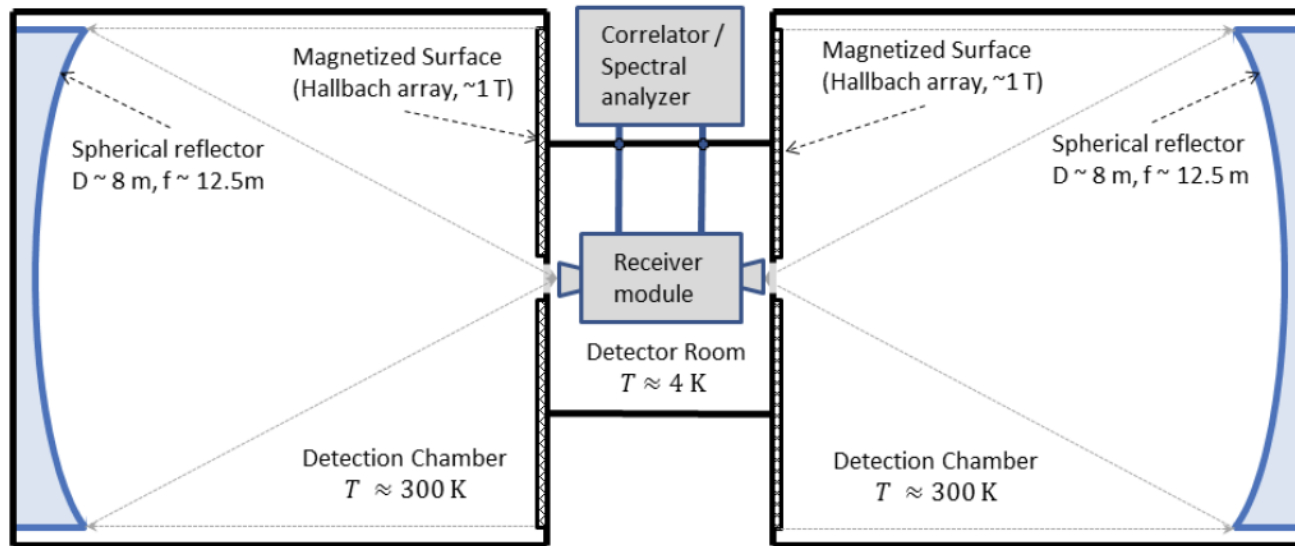 Magnetized Surface
(Hallbach array, ~1 T)
Spherical reflector
D ~ 8 m, f ~ 12.5m
Correlator /
Spectral
analyzer
Magnetized Surface
(Hallbach array, ~1 T)
Spherical reflector
D ~ 8 m, f ~ 12.5 m
Receiver
module
Detector Room
T ≈ 4 K
Detection Chamber
T ≈ 300 K
Detection Chamber
T ≈ 300 K